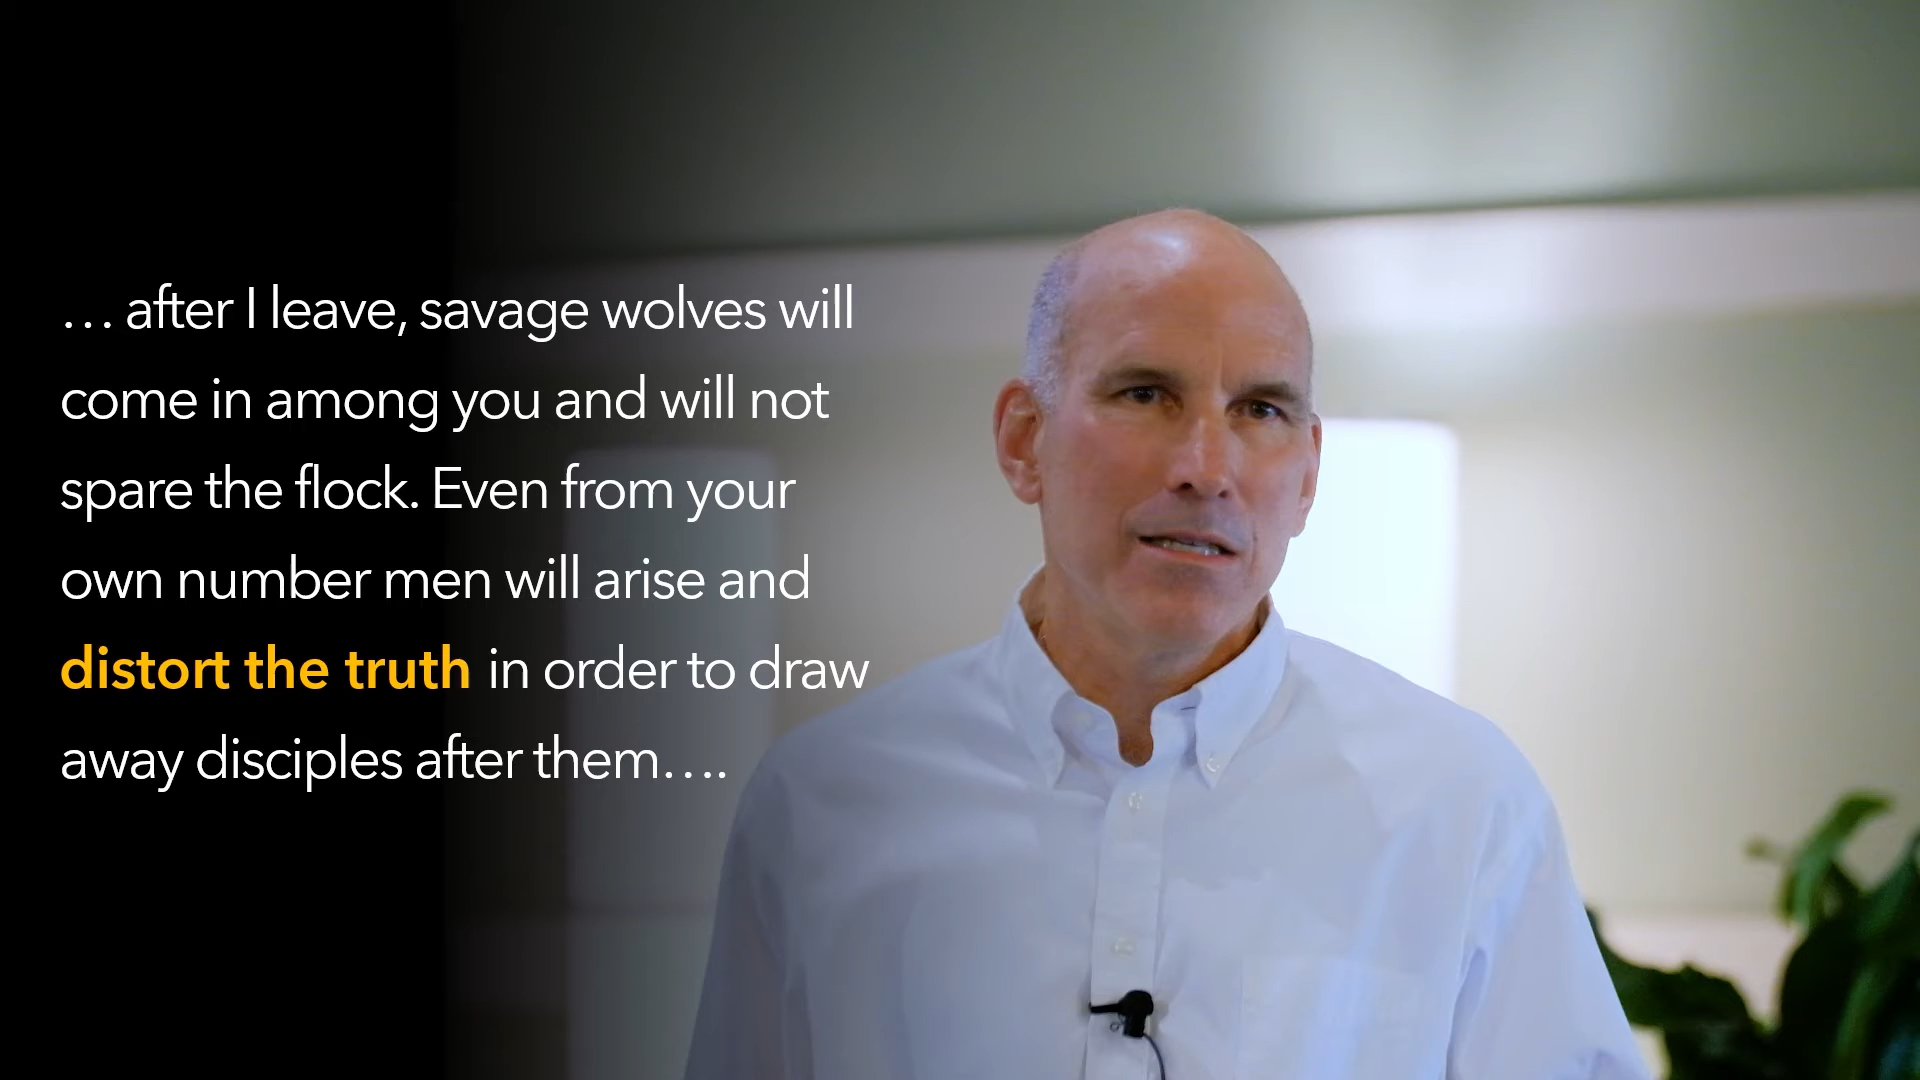 … after I leave, savage wolves will
come in among you and will not
spare the flock. Even from your
own number men will arise and
distort the truth in order to draw
away disciples after them….